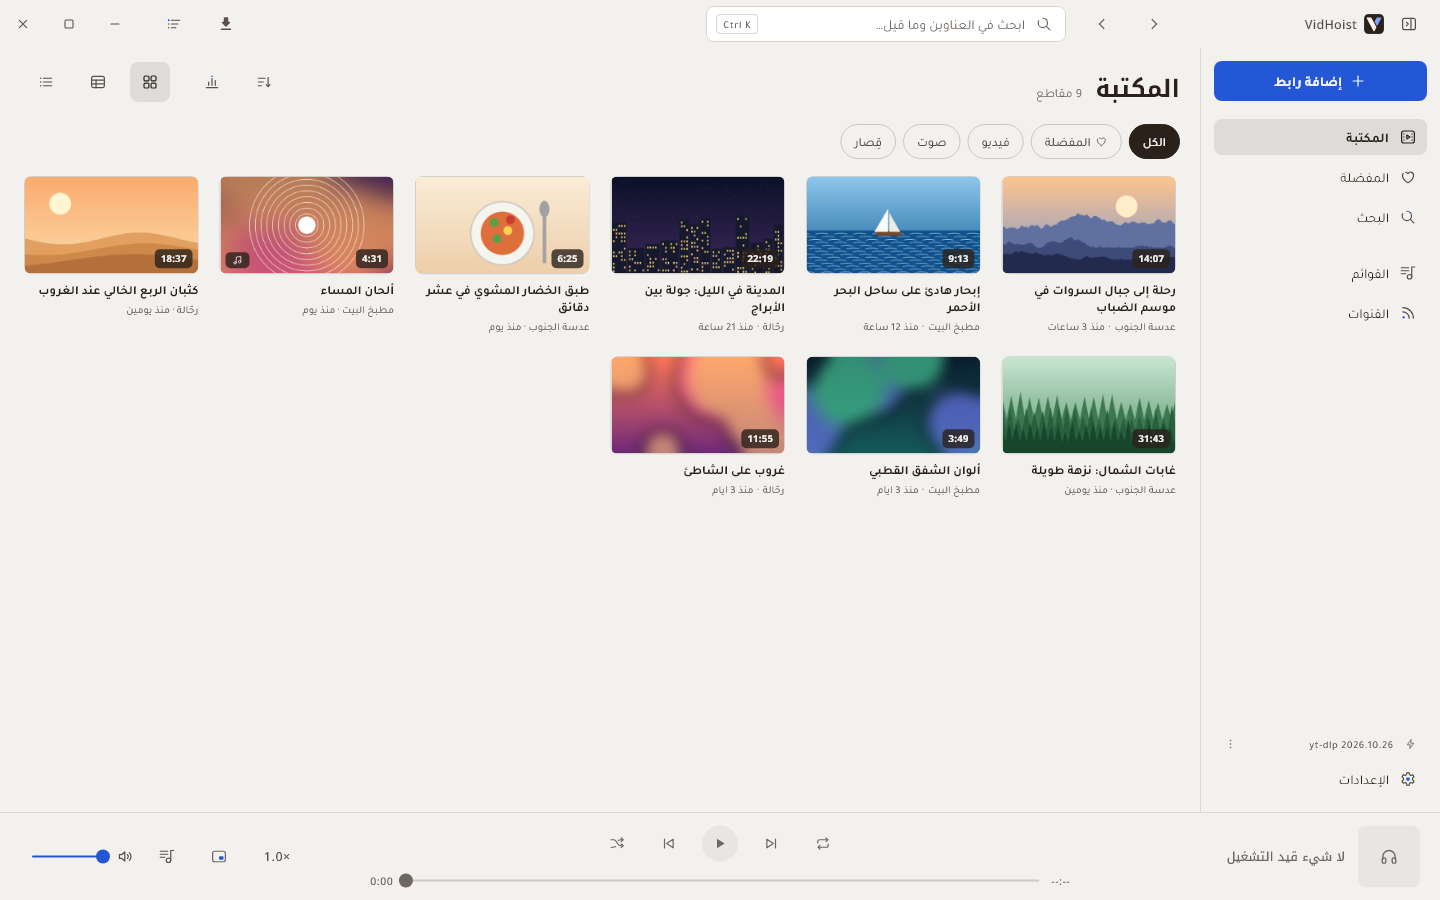 VidHoist
ابحث في العناوين وما قيل...
Ctrl K
إضافة رابط
المكتبة
المفضلة
البحث
القوائم
القنوات
yt-dlp 2026.10.26
الإعدادات
المكتبة
9 مقاطع
الكل
المفضلة
فيديو
صوت
قِصار
14:07
9:13
22:19
6:25
4:31
18:37
رحلة إلى جبال السروات في
موسم الضباب
عدسة الجنوب · منذ 3 ساعات
إبحار هادئ على ساحل البحر
الأحمر
مطبخ البيت · منذ 12 ساعة
المدينة في الليل: جولة بين
الأبراج
رحّالة · منذ 21 ساعة
طبق الخضار المشوي في عشر
دقائق
عدسة الجنوب · منذ يوم
ألحان المساء
مطبخ البيت · منذ يوم
كثبان الربع الخالي عند الغروب
رحّالة · منذ يومين
31:43
3:49
11:55
غابات الشمال: نزهة طويلة
عدسة الجنوب · منذ يومين
ألوان الشفق القطبي
مطبخ البيت · منذ 3 أيام
غروب على الشاطئ
رحّالة · منذ 3 أيام
لا شيء قيد التشغيل
0:00
--:--
1.0×